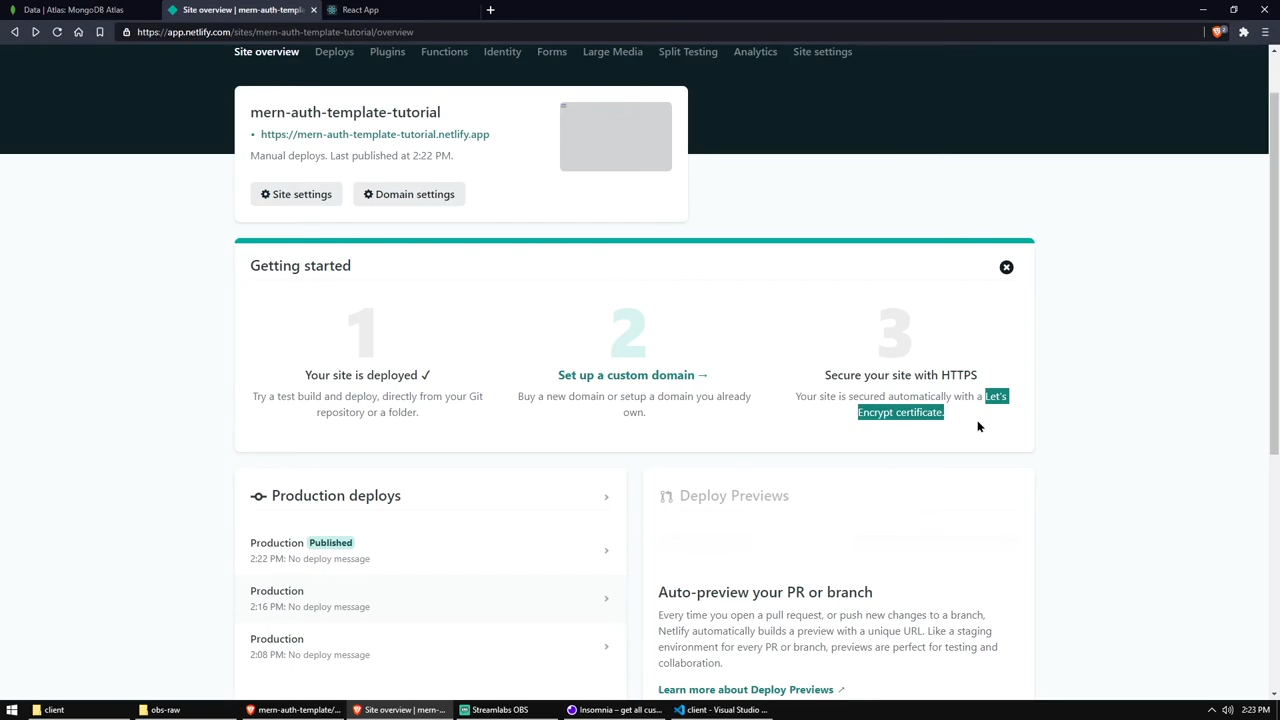 Data | Atlas: MongoDB Atlas
Site overview | mern-auth-templ
React App
https://app.netlify.com/sites/mern-auth-template-tutorial/overview
2
Site overview Deploys Plugins Functions Identity Forms Large Media Split Testing Analytics Site settings
mern-auth-template-tutorial
• https://mern-auth-template-tutorial.netlify.app
Manual deploys. Last published at 2:22 PM.
Site settings
Domain settings
Getting started
1
Your site is deployed ✓
Try a test build and deploy, directly from your Git
repository or a folder.
2
Set up a custom domain →
Buy a new domain or setup a domain you already
own.
3
Secure your site with HTTPS
Your site is secured automatically with a Let's
Encrypt certificate.
Production deploys
Production Published
2:22 PM: No deploy message
Production
2:16 PM: No deploy message
Production
2:08 PM: No deploy message
Deploy Previews
Auto-preview your PR or branch
Every time you open a pull request, or push new changes to a branch,
Netlify automatically builds a preview with a unique URL. Like a staging
environment for every PR or branch, previews are perfect for testing and
collaboration.
Learn more about Deploy Previews ↗
client
obs-raw
mern-auth-template/...
Site overview | mern-...
Streamlabs OBS
Insomnia – get all cus...
client - Visual Studio ...
2:23 PM